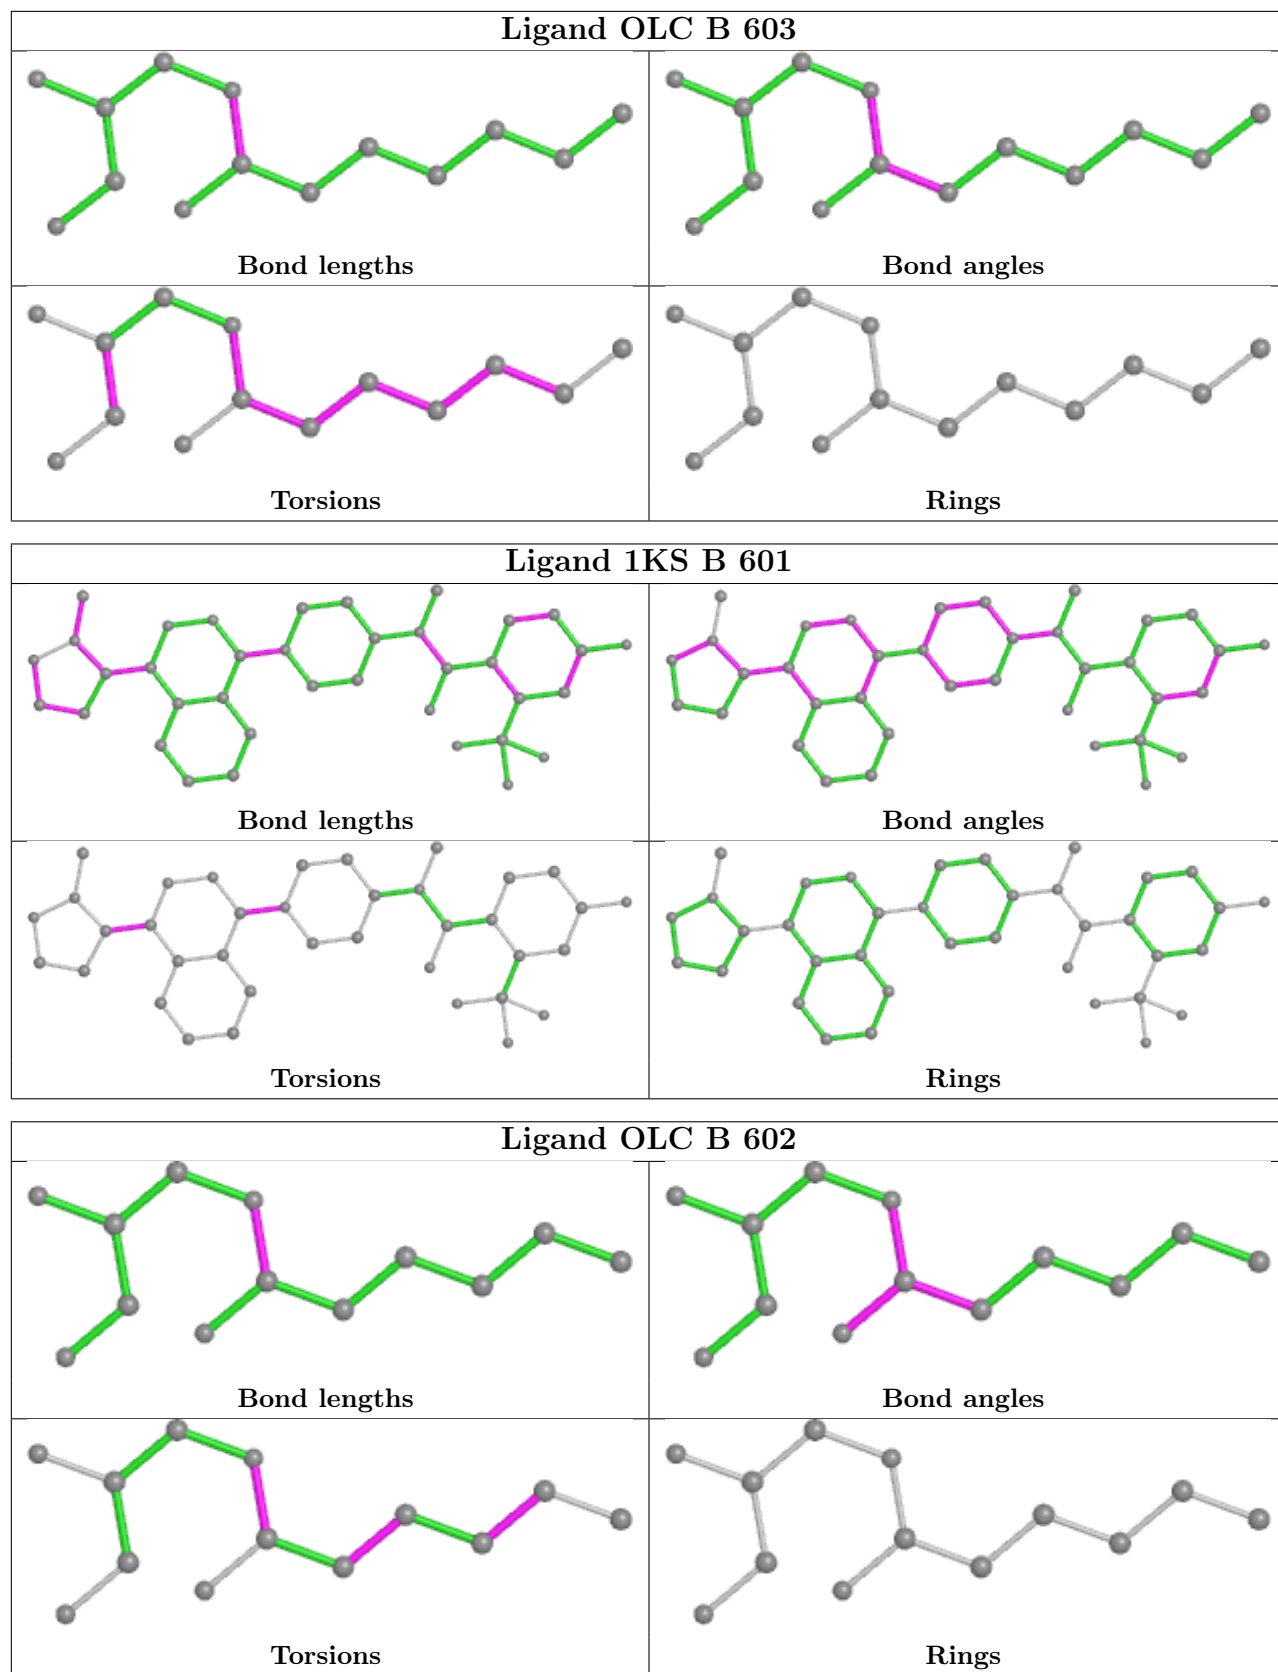 Ligand OLC B 603
Bond lengths
Bond angles
Torsions
Rings
Ligand 1KS B 601
Bond lengths
Bond angles
Torsions
Rings
Ligand OLC B 602
Bond lengths
Bond angles
Torsions
Rings